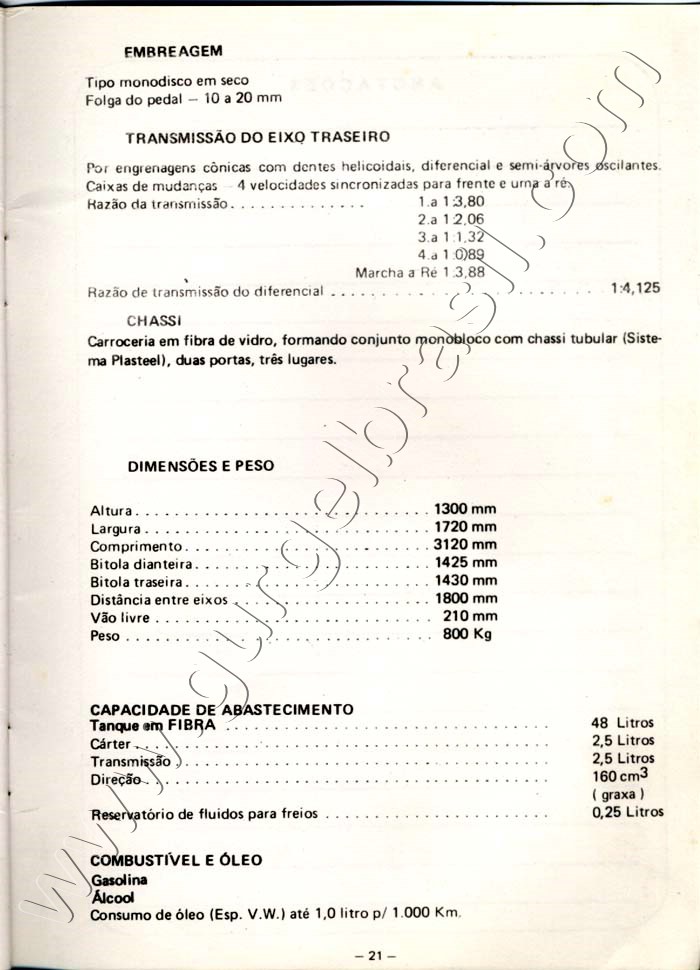 EMBREAGEM
Tipo monodisco em seco
Folga do pedal — 10 a 20 mm
TRANSMISSÃO DO EIXO TRASEIRO
Por engrenagens cônicas com dentes helicoidais, diferencial e semi-árvores oscilantes.
Caixas de mudanças — 4 velocidades sincronizadas para frente e uma a ré.
Razão da transmissão . . . . . . . . . . . . . . 1.a 1:3,80
2.a 1:2,06
3.a 1:1,32
4.a 1:0,89
Marcha a Ré 1:3,88
Razão de transmissão do diferencial . . . . . . . . . . . . . . . . . . . . . . . . . . . 1:4,125
CHASSI
Carroceria em fibra de vidro, formando conjunto monobloco com chassi tubular (Siste-
ma Plasteel), duas portas, três lugares.
DIMENSÕES E PESO
Altura . . . . . . . . . . . . . . . . . . . . . . . . . . . . . . 1300 mm
Largura . . . . . . . . . . . . . . . . . . . . . . . . . . . . . 1720 mm
Comprimento . . . . . . . . . . . . . . . . . . . . . . . . . 3120 mm
Bitola dianteira . . . . . . . . . . . . . . . . . . . . . . . . 1425 mm
Bitola traseira . . . . . . . . . . . . . . . . . . . . . . . . . 1430 mm
Distância entre eixos . . . . . . . . . . . . . . . . . . . . 1800 mm
Vão livre . . . . . . . . . . . . . . . . . . . . . . . . . . . . 210 mm
Peso . . . . . . . . . . . . . . . . . . . . . . . . . . . . . . . 800 Kg
CAPACIDADE DE ABASTECIMENTO
Tanque em FIBRA . . . . . . . . . . . . . . . . . . . . . . . . . . . . . . . . . 48 Litros
Cárter . . . . . . . . . . . . . . . . . . . . . . . . . . . . . . . . . . . . . . . . . . 2,5 Litros
Transmissão . . . . . . . . . . . . . . . . . . . . . . . . . . . . . . . . . . . . . 2,5 Litros
Direção . . . . . . . . . . . . . . . . . . . . . . . . . . . . . . . . . . . . . . . . . 160 cm³
( graxa )
Reservatório de fluidos para freios . . . . . . . . . . . . . . . . . . . . . . . 0,25 Litros
COMBUSTÍVEL E ÓLEO
Gasolina
Álcool
Consumo de óleo (Esp. V.W.) até 1,0 litro p/ 1.000 Km.
— 21 —
www.gurgelbrasil.com